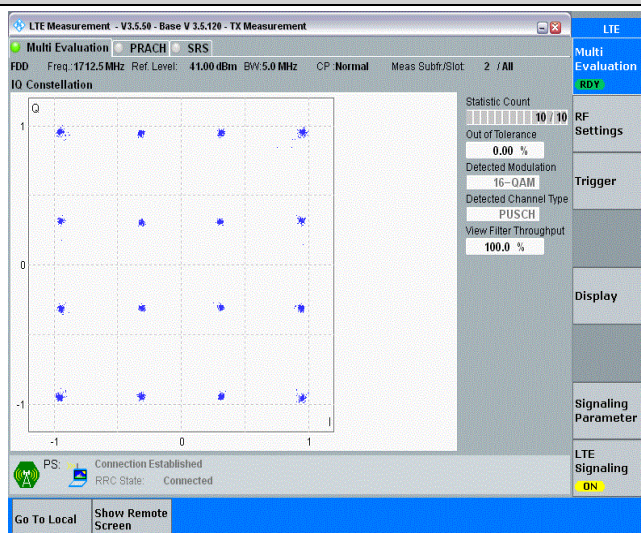 LTE Measurement - V3.5.50 - Base V 3.5.120 - TX Measurement
LTE
Multi Evaluation PRACH SRS
FDD Freq.:1712.5 MHz Ref. Level: 41.00 dBm BW:5.0 MHz CP :Normal Meas Subfr./Slot: 2 / All
IQ Constellation
Q
1
0
-1
I
-1 0 1
Statistic Count
10 / 10
Out of Tolerance
0.00 %
Detected Modulation
16-QAM
Detected Channel Type
PUSCH
View Filter Throughput
100.0 %
Multi
Evaluation
RDY
RF
Settings
Trigger
Display
Signaling
Parameter
LTE
Signaling
ON
PS: Connection Established
RRC State: Connected
Go To Local
Show Remote
Screen